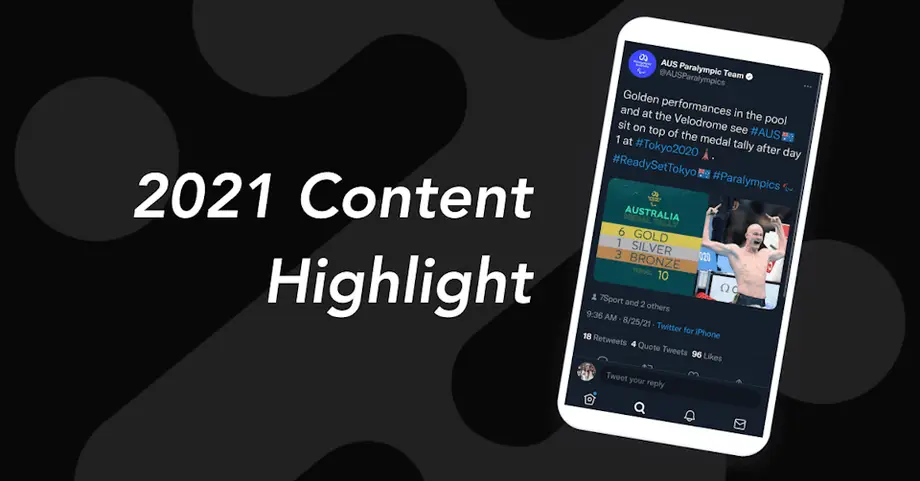 2021 Content
Highlight
AUS Paralympic Team
@AUSParalympics
Golden performances in the pool
and at the Velodrome see #AUS
sit on top of the medal tally after day
1 at #Tokyo2020
#ReadySetTokyo #Paralympics
AUSTRALIA
MEDAL TALLY
6 GOLD
1 SILVER
3 BRONZE
TOTAL 10
7Sport and 2 others
9:36 AM · 8/25/21 · Twitter for iPhone
18 Retweets 4 Quote Tweets 96 Likes
Tweet your reply